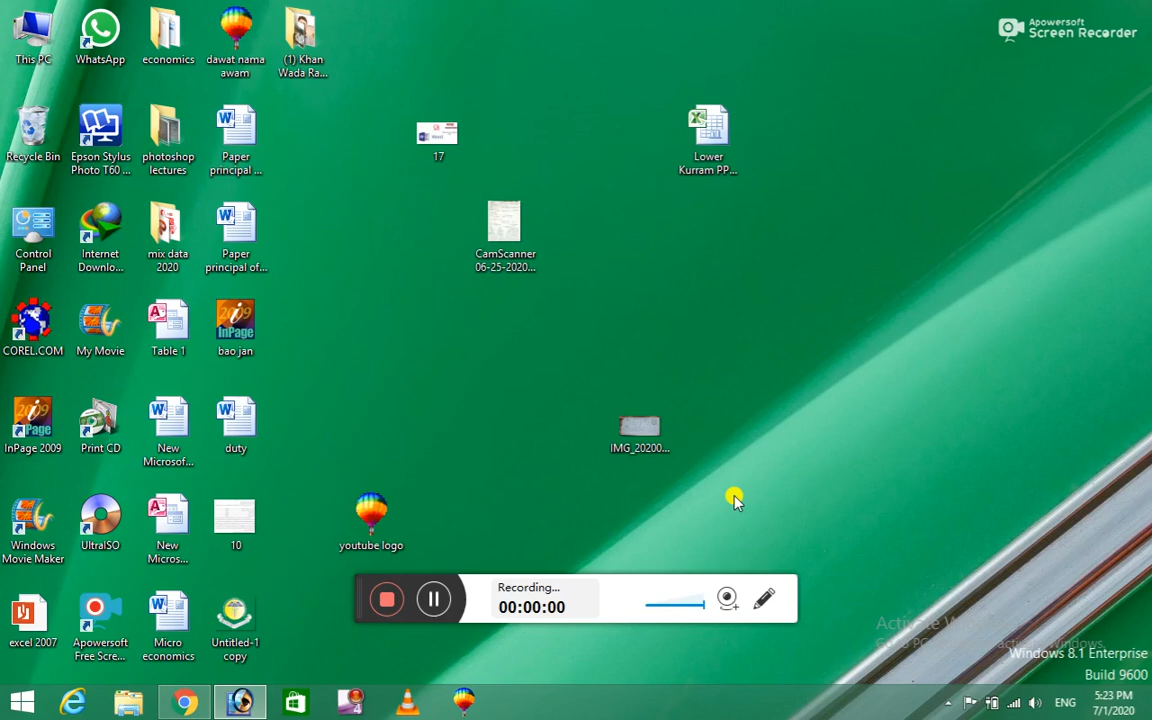 Apowersoft
Screen Recorder
This PC
WhatsApp
economics
dawat nama
awam
(1) Khan
Wada Ra...
Recycle Bin
Epson Stylus
Photo T60 ...
photoshop
lectures
Paper
principal ...
17
Lower
Kurram PP...
Control
Panel
Internet
Downlo...
mix data
2020
Paper
principal of...
CamScanner
06-25-2020...
COREL.COM
My Movie
Table 1
2009
InPage
bao jan
2009
InPage
InPage 2009
Print CD
New
Microsof...
duty
IMG_20200...
Windows
Movie Maker
UltraISO
New
Micros...
10
youtube logo
Recording...
00:00:00
excel 2007
Apowersoft
Free Scre...
Micro
economics
Untitled-1
copy
Windows 8.1 Enterprise
Build 9600
ENG
5:23 PM
7/1/2020